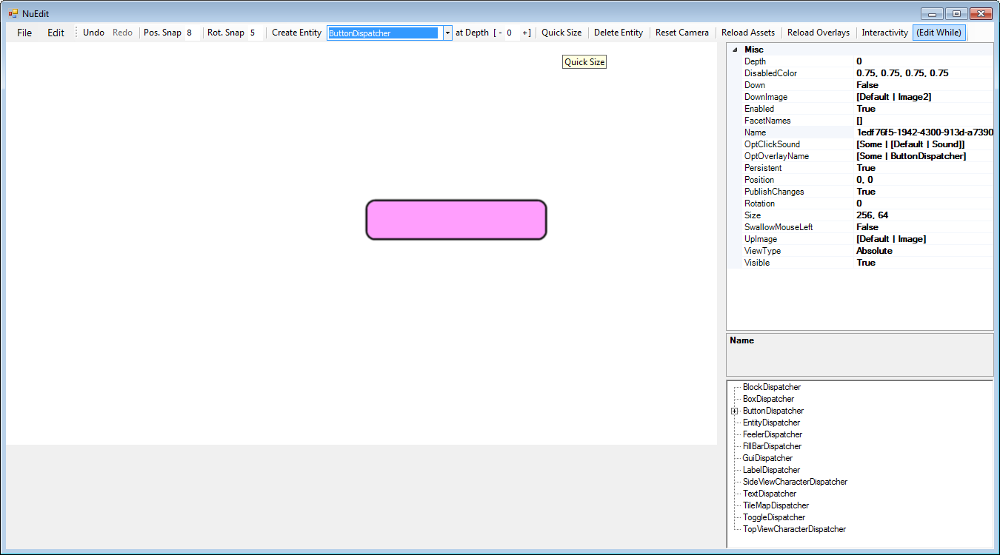 NuEdit
File Edit Undo Redo Pos. Snap 8 Rot. Snap 5 Create Entity ButtonDispatcher at Depth [ - 0 + ] Quick Size Delete Entity Reset Camera Reload Assets Reload Overlays Interactivity (Edit While)
Quick Size
Misc
Depth 0
DisabledColor 0.75, 0.75, 0.75, 0.75
Down False
DownImage [Default | Image2]
Enabled True
FacetNames []
Name 1edf76f5-1942-4300-913d-a7390
OptClickSound [Some | [Default | Sound]]
OptOverlayName [Some | ButtonDispatcher]
Persistent True
Position 0, 0
PublishChanges True
Rotation 0
Size 256, 64
SwallowMouseLeft False
UpImage [Default | Image]
ViewType Absolute
Visible True
Name
BlockDispatcher
BoxDispatcher
ButtonDispatcher
EntityDispatcher
FeelerDispatcher
FillBarDispatcher
GuiDispatcher
LabelDispatcher
SideViewCharacterDispatcher
TextDispatcher
TileMapDispatcher
ToggleDispatcher
TopViewCharacterDispatcher